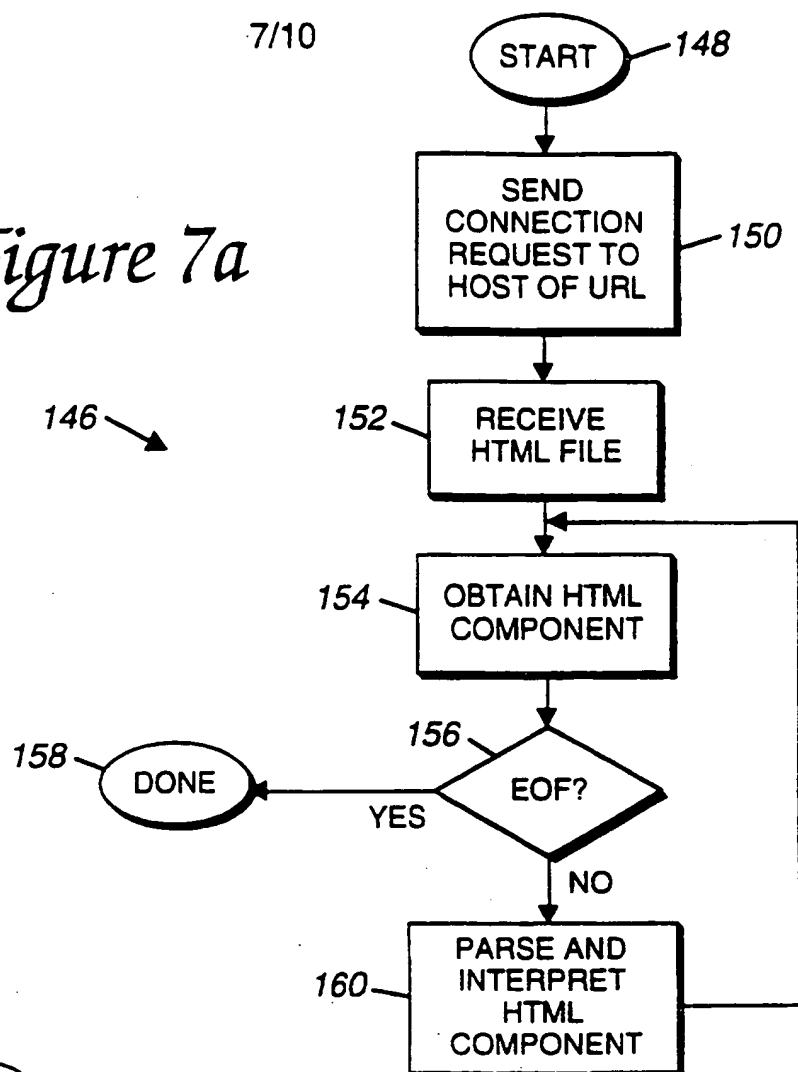 7/10
START
148
SEND
CONNECTION
REQUEST TO
HOST OF URL
150
igure 7a
146
152
RECEIVE
HTML FILE
154
OBTAIN HTML
COMPONENT
156
EOF?
158
DONE
YES
NO
160
PARSE AND
INTERPRET
HTML
COMPONENT